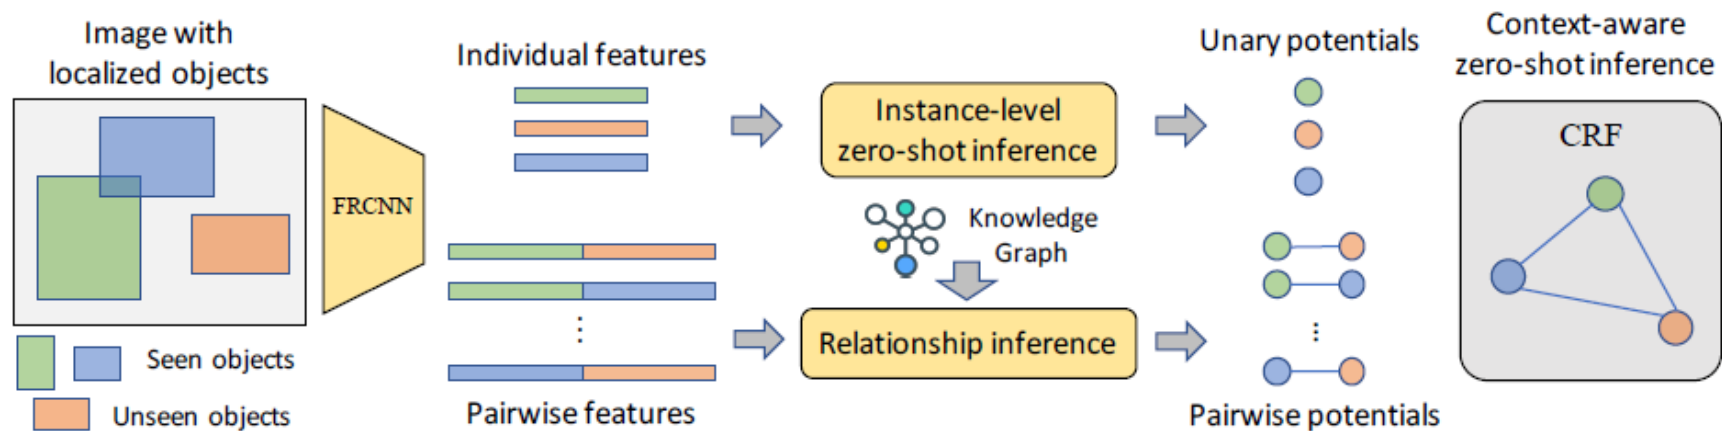 Image with
localized objects
FRCNN
Seen objects
Unseen objects
Individual features
Pairwise features
Instance-level
zero-shot inference
Knowledge
Graph
Relationship inference
Unary potentials
Pairwise potentials
Context-aware
zero-shot inference
CRF